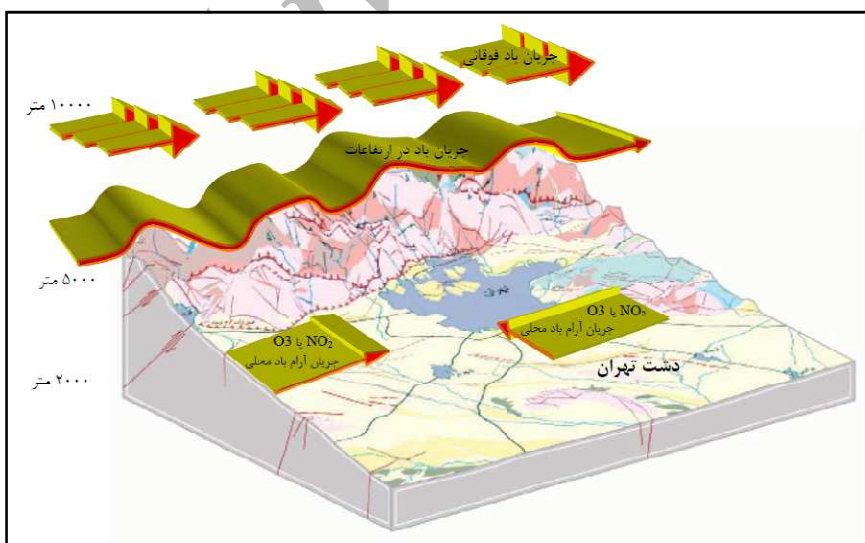 جریان باد فوقانی
۱۰۰۰۰ متر
جریان باد در ارتفاعات
۵۰۰۰ متر
تهران
NO2 یا O3
جریان آرام باد محلی
NO2 یا O3
جریان آرام باد محلی
دشت تهران
۲۰۰۰ متر